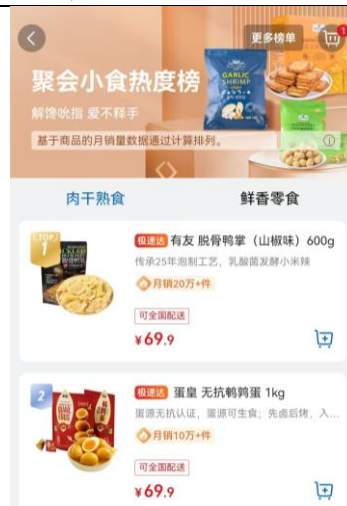 更多榜单
1
聚会小食热度榜
解馋吮指 爱不释手
基于商品的月销量数据通过计算排列。
GARLIC
SHRIMP
肉干熟食
鲜香零食
TOP
1
极速达 有友 脱骨鸭掌（山椒味）600g
传承25年泡制工艺，乳酸菌发酵小米辣
月销20万+件
可全国配送
¥69.9
2
极速达 蛋皇 无抗鹌鹑蛋 1kg
蛋源无抗认证，蛋源可生食；先卤后烤，入...
月销10万+件
QUAIL
EGGS
可全国配送
¥69.9